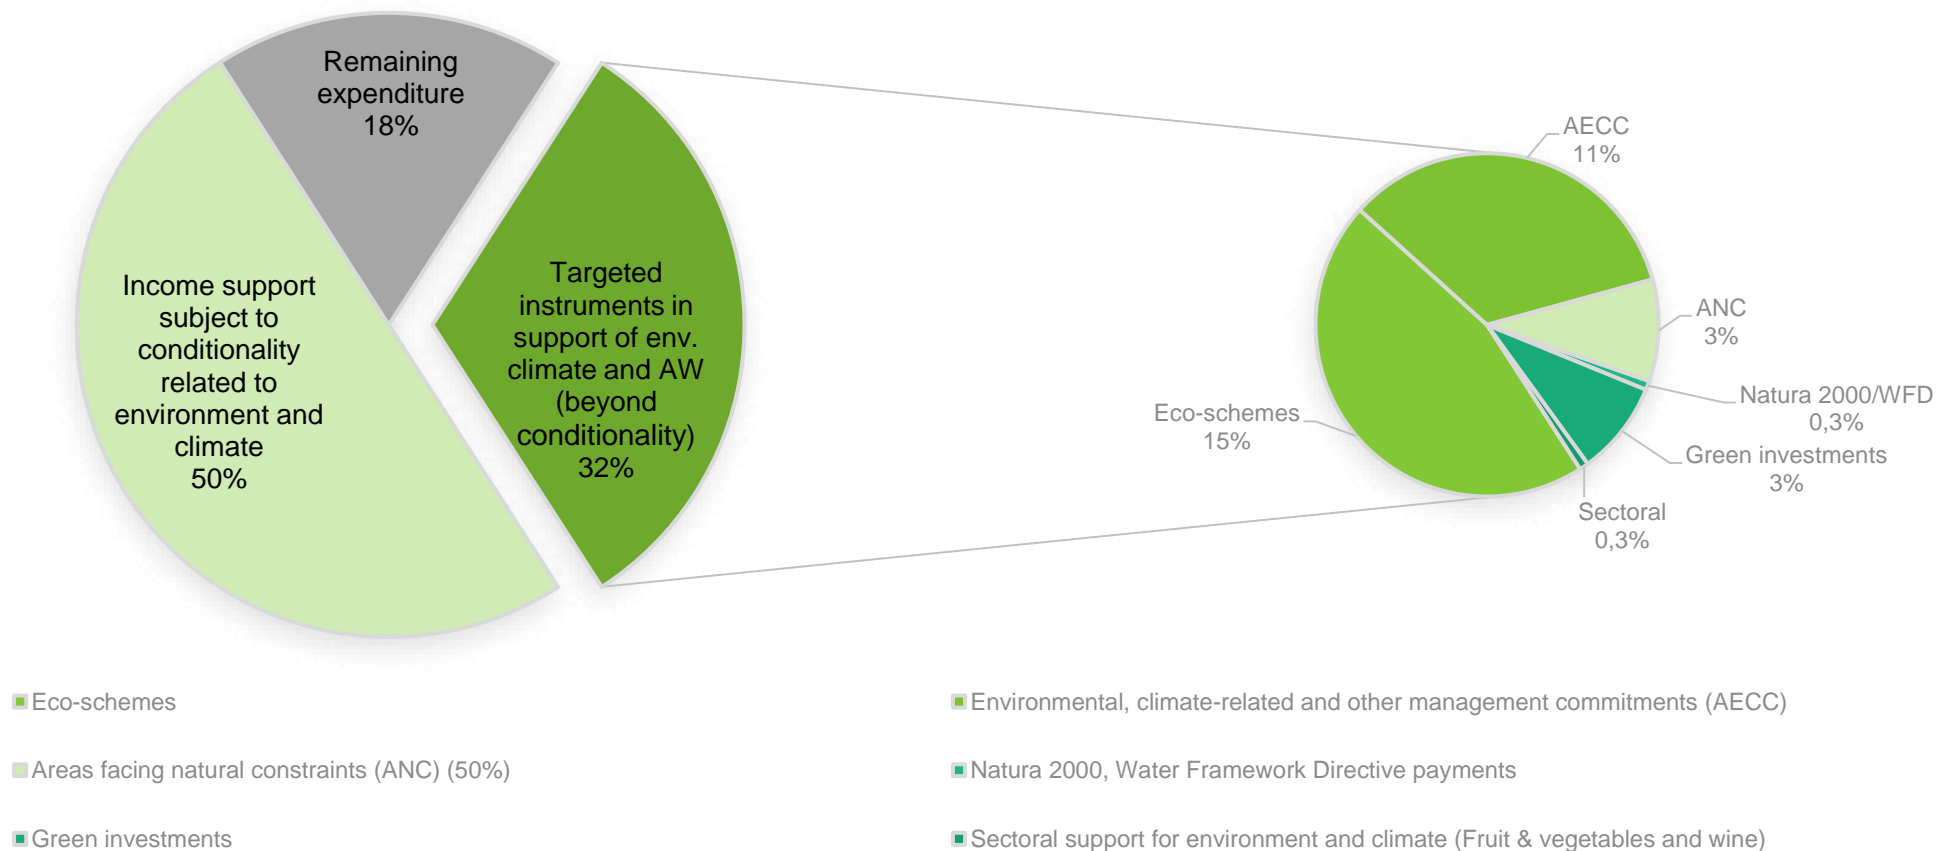 Remaining
expenditure
18%
Income support
subject to
conditionality
related to
environment and
climate
50%
Targeted
instruments in
support of env.
climate and AW
(beyond
conditionality)
32%
AECC
11%
ANC
3%
Natura 2000/WFD
0,3%
Green investments
3%
Sectoral
0,3%
Eco-schemes
15%
Eco-schemes
Environmental, climate-related and other management commitments (AECC)
Areas facing natural constraints (ANC) (50%)
Natura 2000, Water Framework Directive payments
Green investments
Sectoral support for environment and climate (Fruit & vegetables and wine)